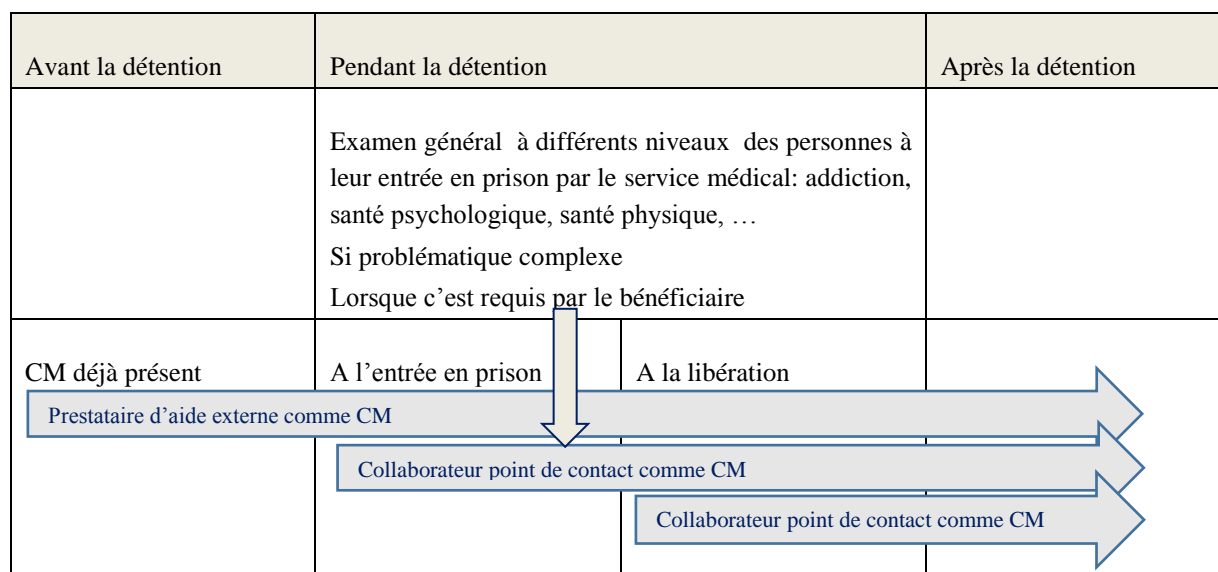 Avant la détention
Pendant la détention
Après la détention
Examen général à différents niveaux des personnes à
leur entrée en prison par le service médical: addiction,
santé psychologique, santé physique, …
Si problématique complexe
Lorsque c’est requis par le bénéficiaire
CM déjà présent
A l’entrée en prison
A la libération
Prestataire d’aide externe comme CM
Collaborateur point de contact comme CM
Collaborateur point de contact comme CM